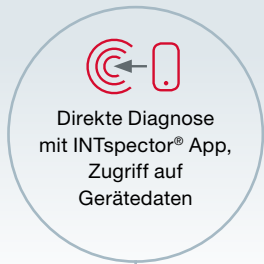 Direkte Diagnose
mit INTspector® App,
Zugriff auf
Gerätedaten